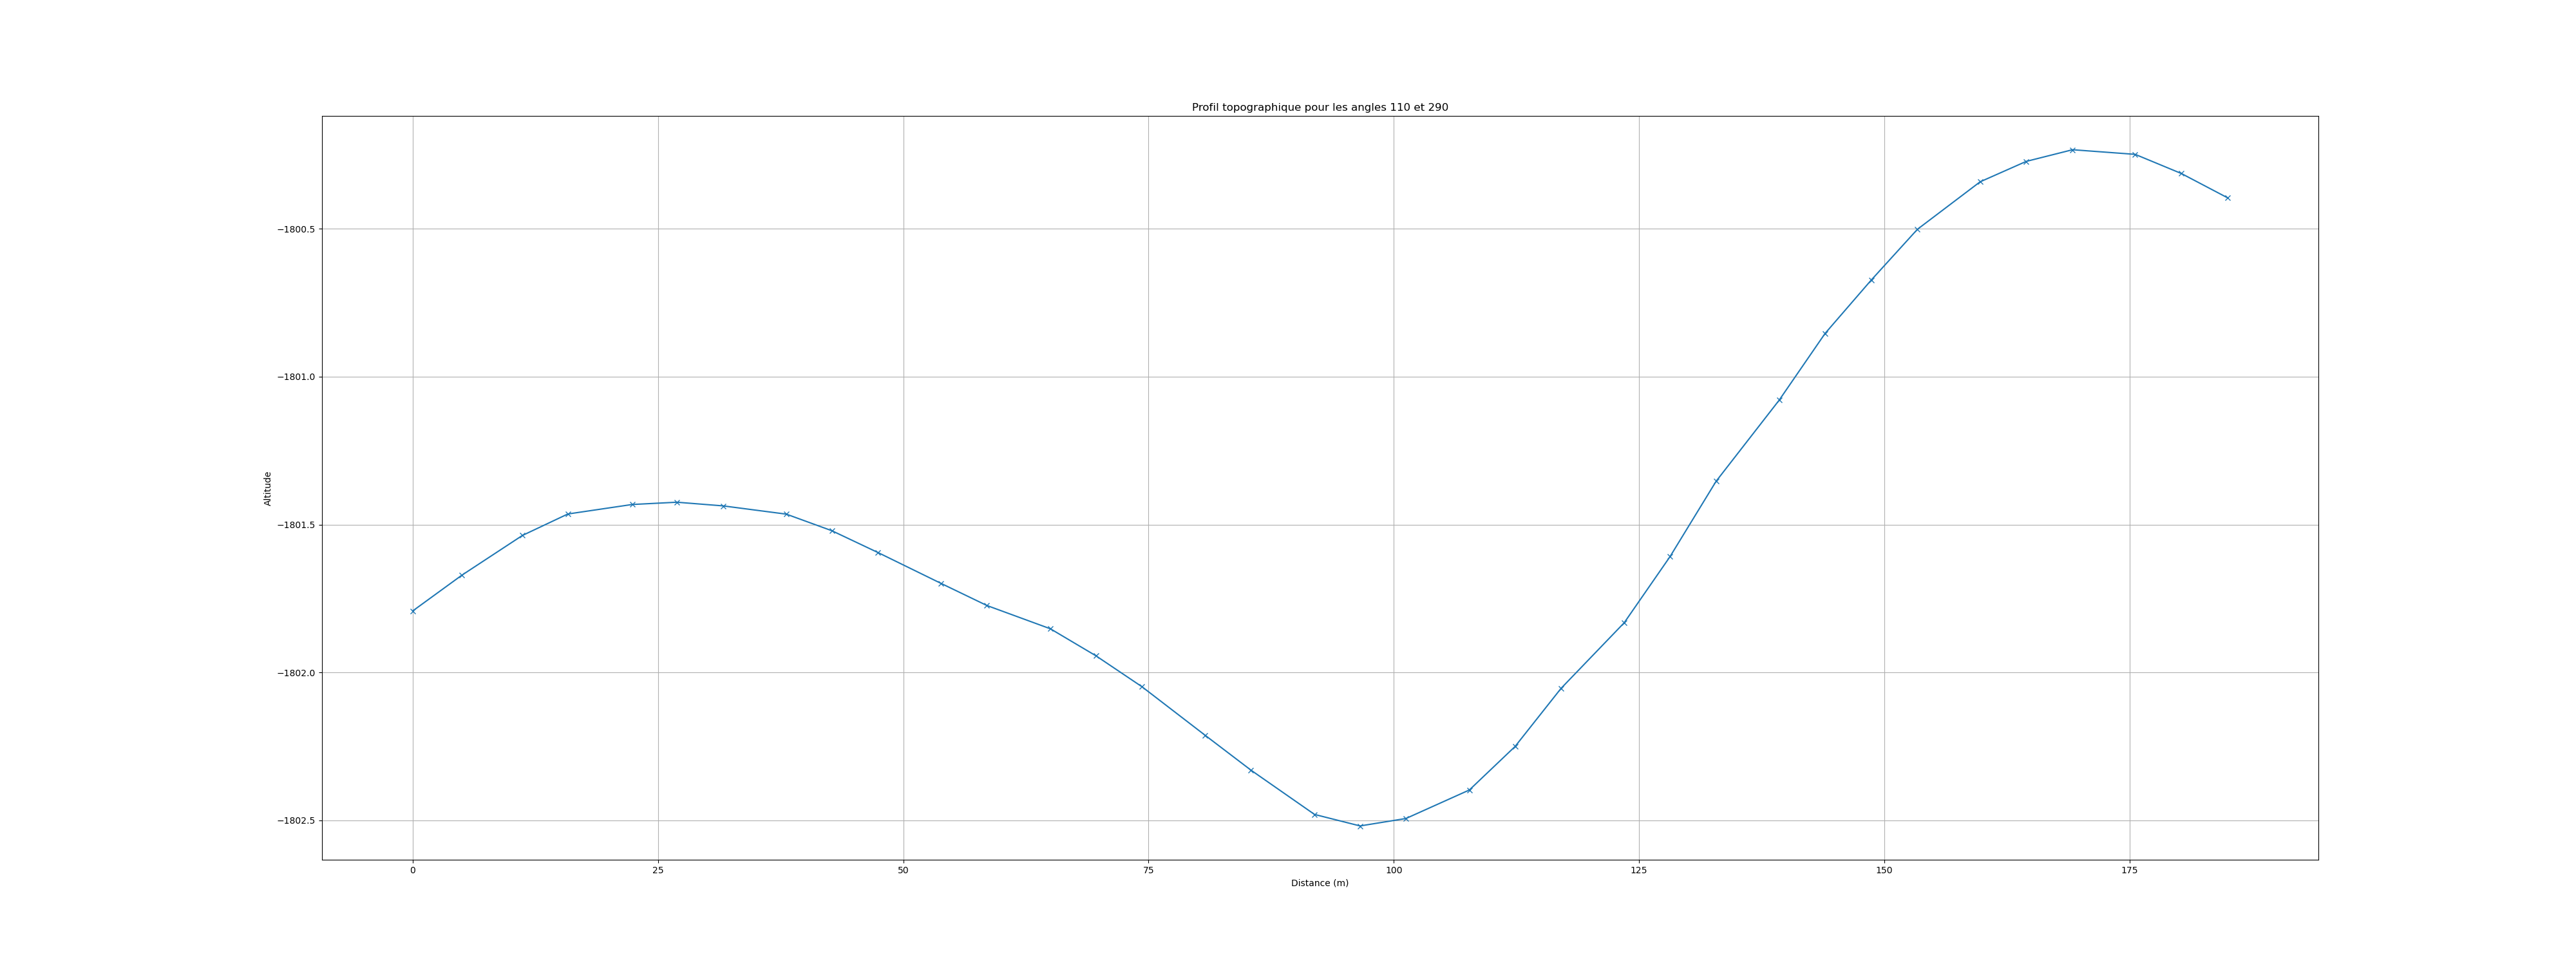 Profil topographique pour les angles 110 et 290
−1800.5
−1801.0
−1801.5
−1802.0
−1802.5
Altitude
0 25 50 75 100 125 150 175
Distance (m)